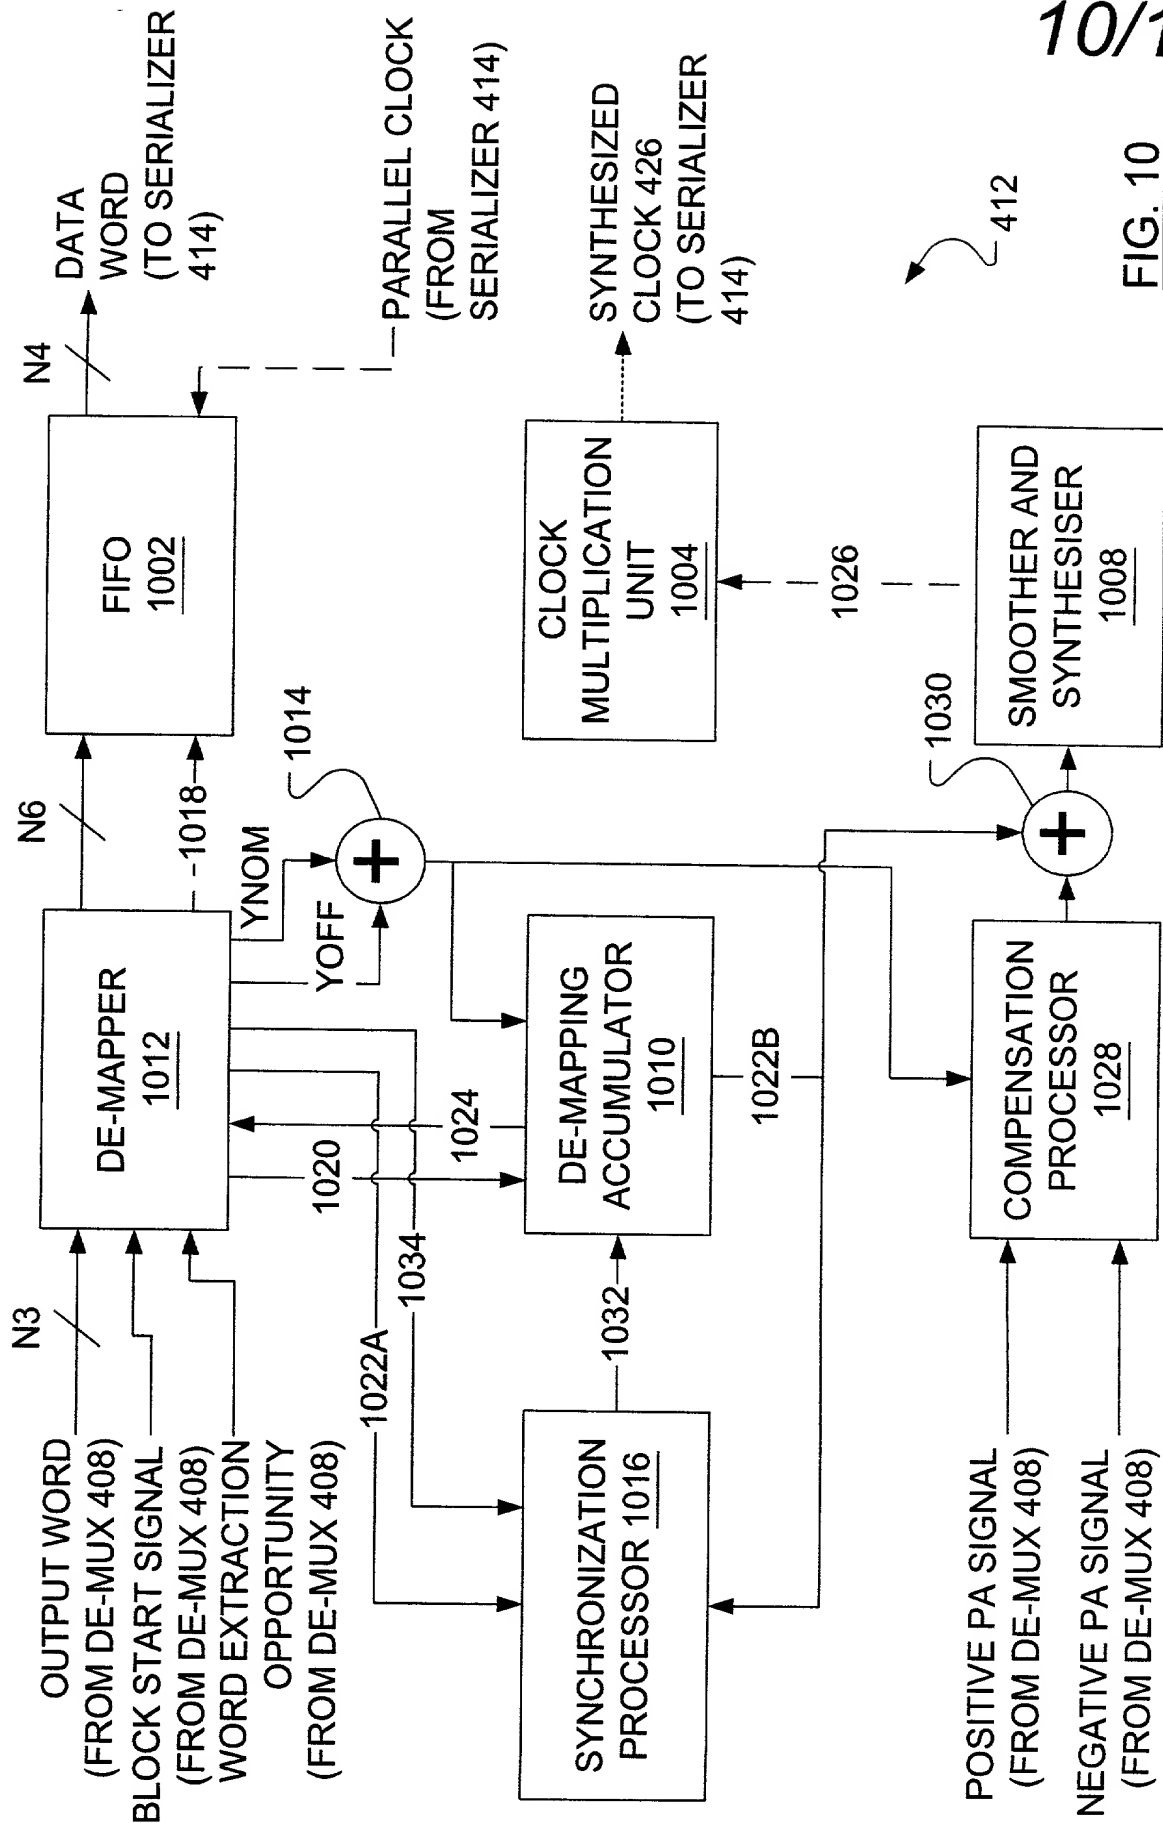 10/1
OUTPUT WORD
(FROM DE-MUX 408)
BLOCK START SIGNAL
(FROM DE-MUX 408)
WORD EXTRACTION
OPPORTUNITY
(FROM DE-MUX 408)
N3
DE-MAPPER
1012
N6
1018
FIFO
1002
N4
DATA
WORD
(TO SERIALIZER
414)
PARALLEL CLOCK
(FROM
SERIALIZER 414)
YNOM
YOFF
1014
1022A
1034
1020
1024
SYNCHRONIZATION
PROCESSOR 1016
1032
DE-MAPPING
ACCUMULATOR
1010
1022B
CLOCK
MULTIPLICATION
UNIT
1004
SYNTHESIZED
CLOCK 426
(TO SERIALIZER
414)
1026
POSITIVE PA SIGNAL
(FROM DE-MUX 408)
NEGATIVE PA SIGNAL
(FROM DE-MUX 408)
COMPENSATION
PROCESSOR
1028
1030
SMOOTHER AND
SYNTHESISER
1008
412
FIG. 10